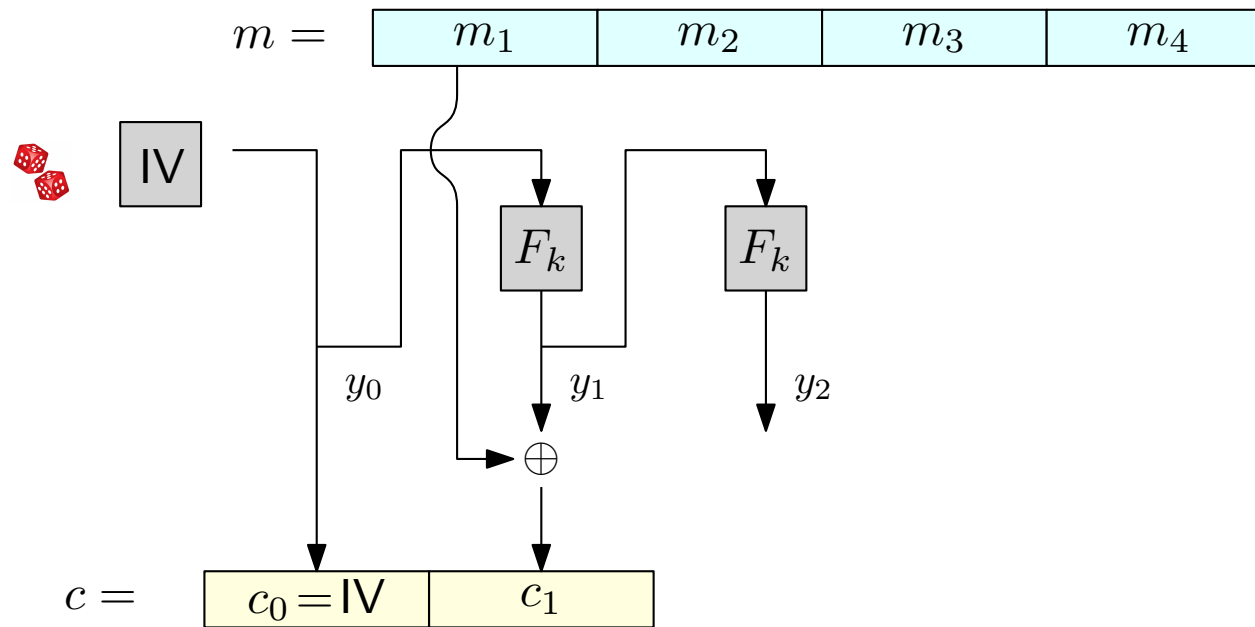 m = m₁ m₂ m₃ m₄
IV
Fₖ Fₖ
y₀ y₁ y₂
⊕
c = c₀ = IV c₁